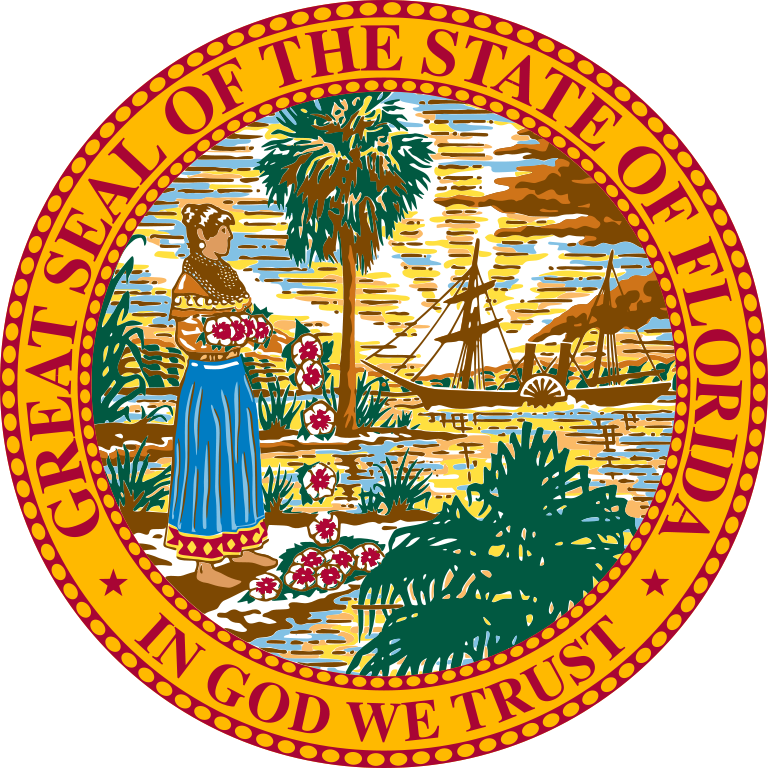 GREAT SEAL OF THE STATE OF FLORIDA
IN GOD WE TRUST